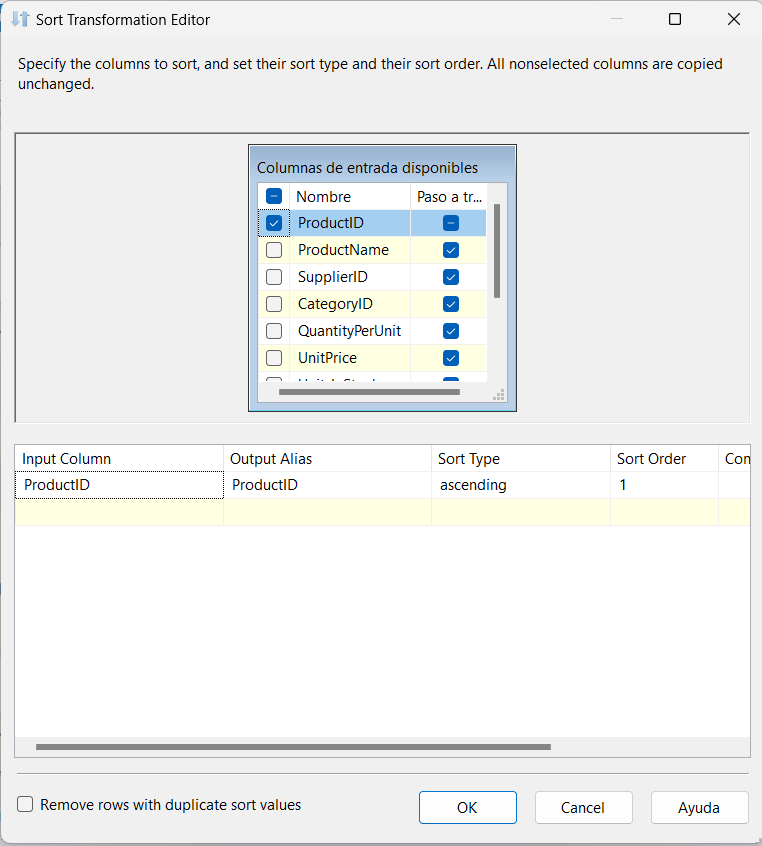 Sort Transformation Editor
Specify the columns to sort, and set their sort type and their sort order. All nonselected columns are copied
unchanged.
Columnas de entrada disponibles
Nombre Paso a tr...
ProductID
ProductName
SupplierID
CategoryID
QuantityPerUnit
UnitPrice
Input Column Output Alias Sort Type Sort Order Com
ProductID ProductID ascending 1
Remove rows with duplicate sort values
OK Cancel Ayuda